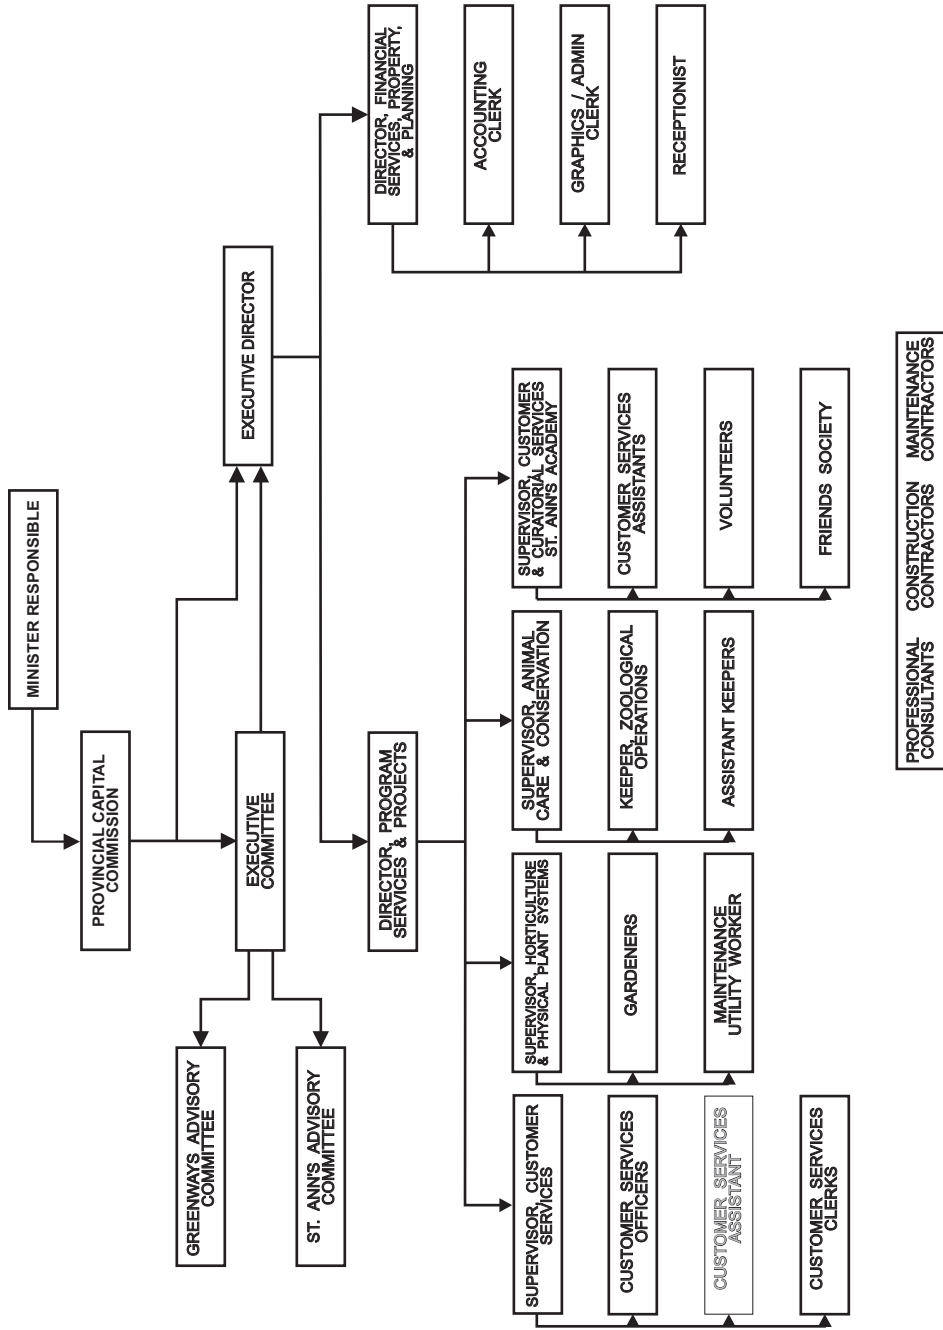 MINISTER RESPONSIBLE
PROVINCIAL CAPITAL
COMMISSION
GREENWAYS ADVISORY
COMMITTEE
EXECUTIVE
COMMITTEE
EXECUTIVE DIRECTOR
ST. ANN'S ADVISORY
COMMITTEE
DIRECTOR, PROGRAM
SERVICES & PROJECTS
DIRECTOR, FINANCIAL
SERVICES, PROPERTY,
& PLANNING
ACCOUNTING
CLERK
GRAPHICS / ADMIN
CLERK
RECEPTIONIST
SUPERVISOR, CUSTOMER
SERVICES
CUSTOMER SERVICES
OFFICERS
CUSTOMER SERVICES
ASSISTANT
CUSTOMER SERVICES
CLERKS
SUPERVISOR, HORTICULTURE
& PHYSICAL PLANT SYSTEMS
GARDENERS
MAINTENANCE
UTILITY WORKER
SUPERVISOR, ANIMAL
CARE & CONSERVATION
KEEPER, ZOOLOGICAL
OPERATIONS
ASSISTANT KEEPERS
SUPERVISOR, CUSTOMER
& CURATORIAL SERVICES
ST. ANN'S ACADEMY
CUSTOMER SERVICES
ASSISTANTS
VOLUNTEERS
FRIENDS SOCIETY
PROFESSIONAL
CONSULTANTS
CONSTRUCTION
CONTRACTORS
MAINTENANCE
CONTRACTORS